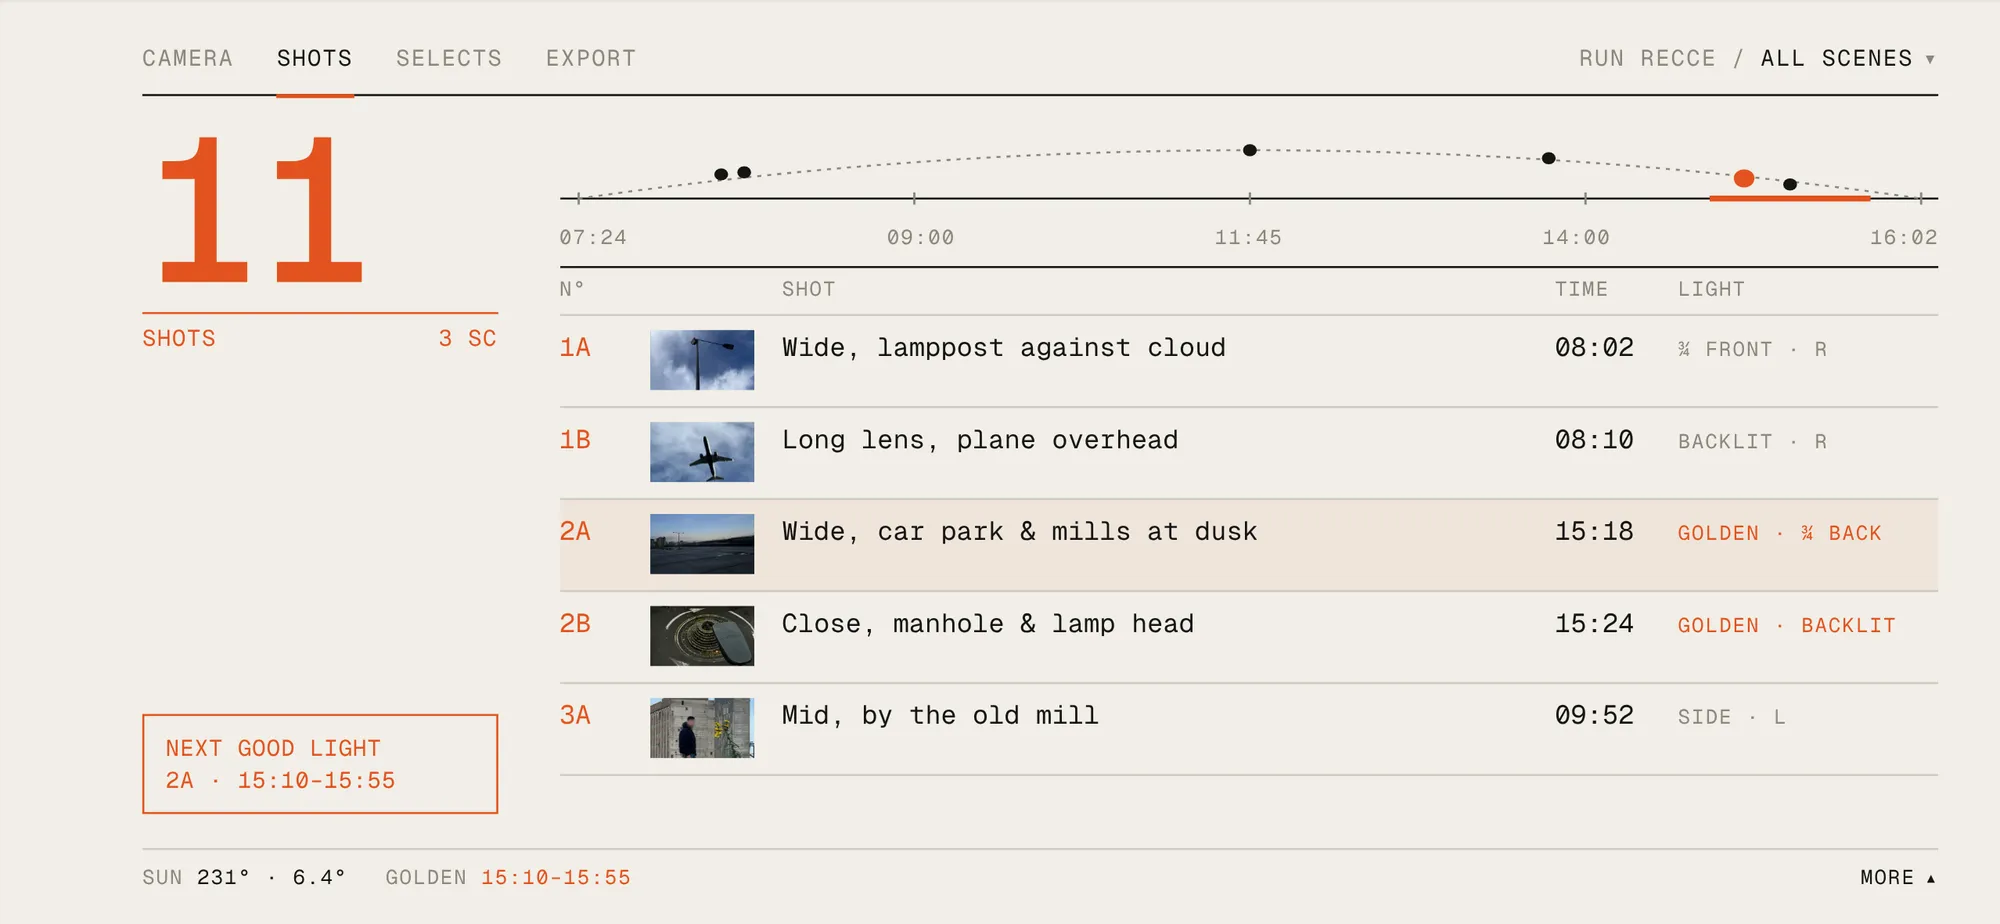 CAMERA SHOTS SELECTS EXPORT RUN RECCE / ALL SCENES ▾
11
SHOTS 3 SC
07:24 09:00 11:45 14:00 16:02
N° SHOT TIME LIGHT
1A Wide, lamppost against cloud 08:02 ¾ FRONT · R
1B Long lens, plane overhead 08:10 BACKLIT · R
2A Wide, car park & mills at dusk 15:18 GOLDEN · ¾ BACK
2B Close, manhole & lamp head 15:24 GOLDEN · BACKLIT
3A Mid, by the old mill 09:52 SIDE · L
NEXT GOOD LIGHT
2A · 15:10–15:55
SUN 231° · 6.4° GOLDEN 15:10–15:55 MORE ▴